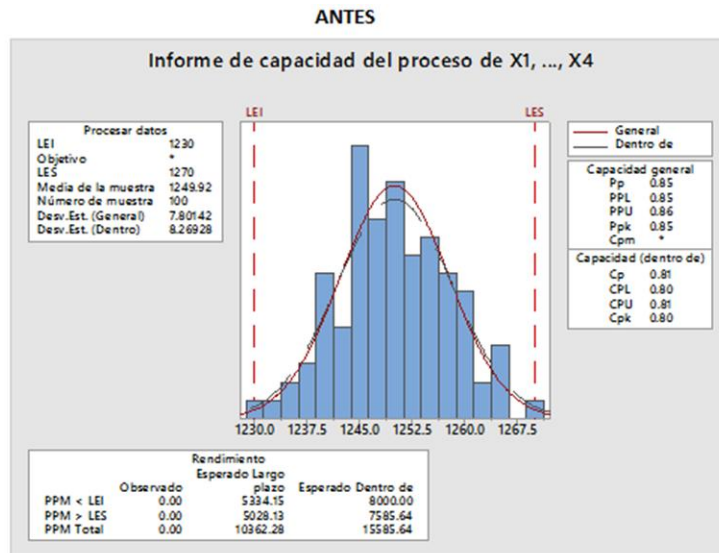 ANTES
Informe de capacidad del proceso de X1, ..., X4
LEI LES
Procesar datos
LEI 1230
Objetivo *
LES 1270
Media de la muestra 1249.92
Número de muestra 100
Desv.Est. (General) 7.80142
Desv.Est. (Dentro) 8.26928
General
Dentro de
Capacidad general
Pp 0.85
PPL 0.85
PPU 0.86
Ppk 0.85
Cpm *
Capacidad (dentro de)
Cp 0.81
CPL 0.80
CPU 0.81
Cpk 0.80
1230.0 1237.5 1245.0 1252.5 1260.0 1267.5
Rendimiento
Esperado Largo
Observado plazo Esperado Dentro de
PPM < LEI 0.00 5334.15 8000.00
PPM > LES 0.00 5028.13 7585.64
PPM Total 0.00 10362.28 15585.64